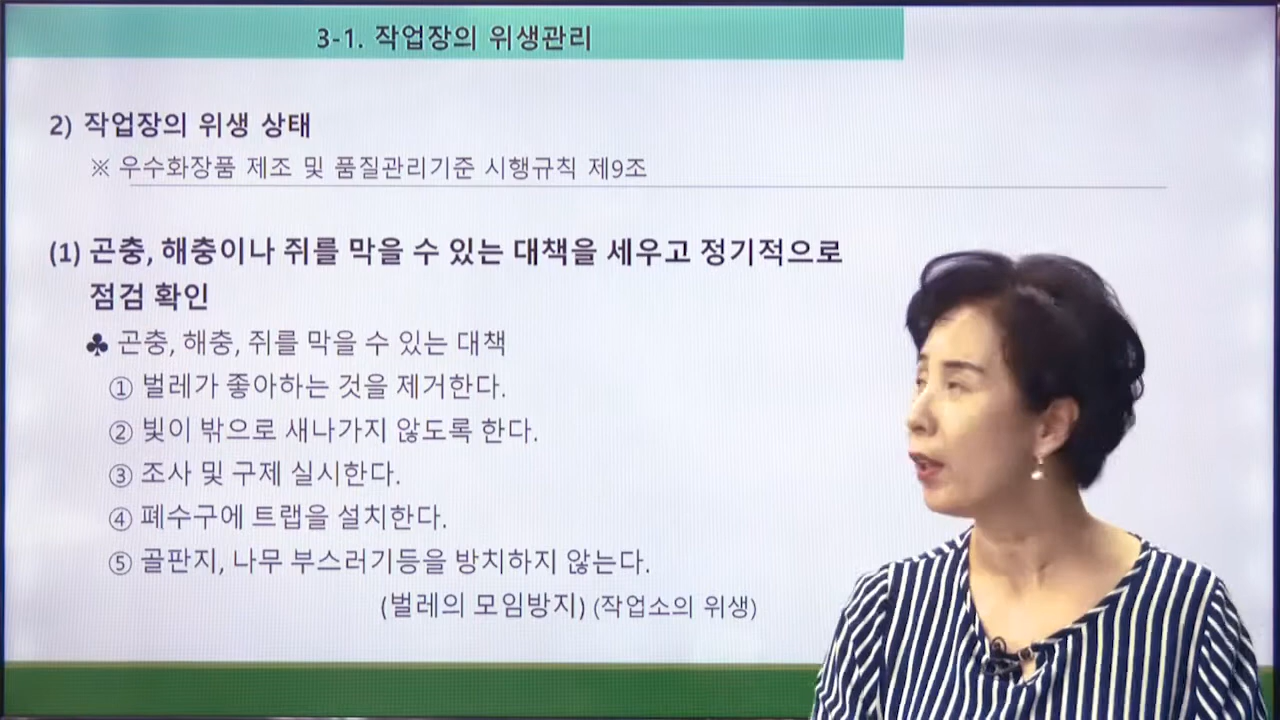 3-1. 작업장의 위생관리
2) 작업장의 위생 상태
※ 우수화장품 제조 및 품질관리기준 시행규칙 제9조
(1) 곤충, 해충이나 쥐를 막을 수 있는 대책을 세우고 정기적으로
점검 확인
♣ 곤충, 해충, 쥐를 막을 수 있는 대책
① 벌레가 좋아하는 것을 제거한다.
② 빛이 밖으로 새나가지 않도록 한다.
③ 조사 및 구제 실시한다.
④ 폐수구에 트랩을 설치한다.
⑤ 골판지, 나무 부스러기등을 방치하지 않는다.
(벌레의 모임방지) (작업소의 위생)